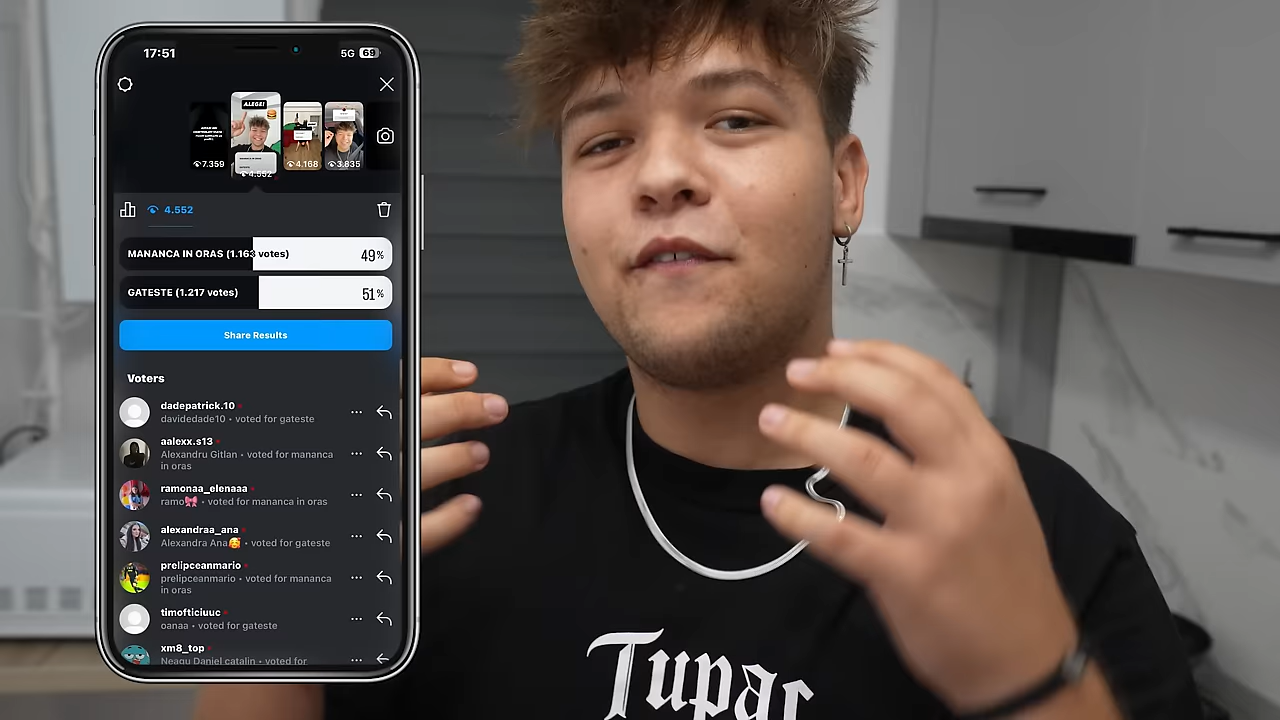 17:51
5G 69
ALEGE!
7.359
4.552
4.168
3.835
4.552
MANANCA IN ORAS (1.163 votes)
49%
GATESTE (1.217 votes)
51%
Share Results
Voters
dadepatrick.10
davidedade10 • voted for gateste
aalexx.s13
Alexandru Gitlan • voted for mananca
in oras
ramonaa_elenaaa
ramo🎀 • voted for mananca in oras
alexandraa_ana
Alexandra Ana🥰 • voted for gateste
prelipceanmario
prelipceanmario • voted for mananca
in oras
timofticiuuc
oanaa • voted for gateste
xm8_top
Neagu Daniel catalin • voted for
Tupac